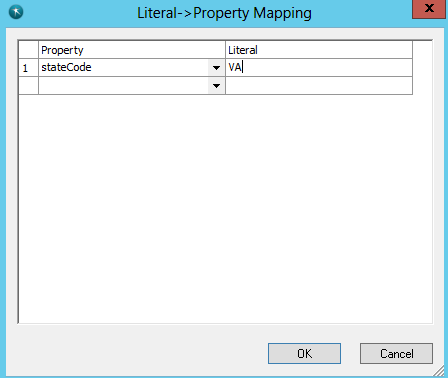 Literal->Property Mapping
x
Property Literal
1 stateCode VA
OK Cancel